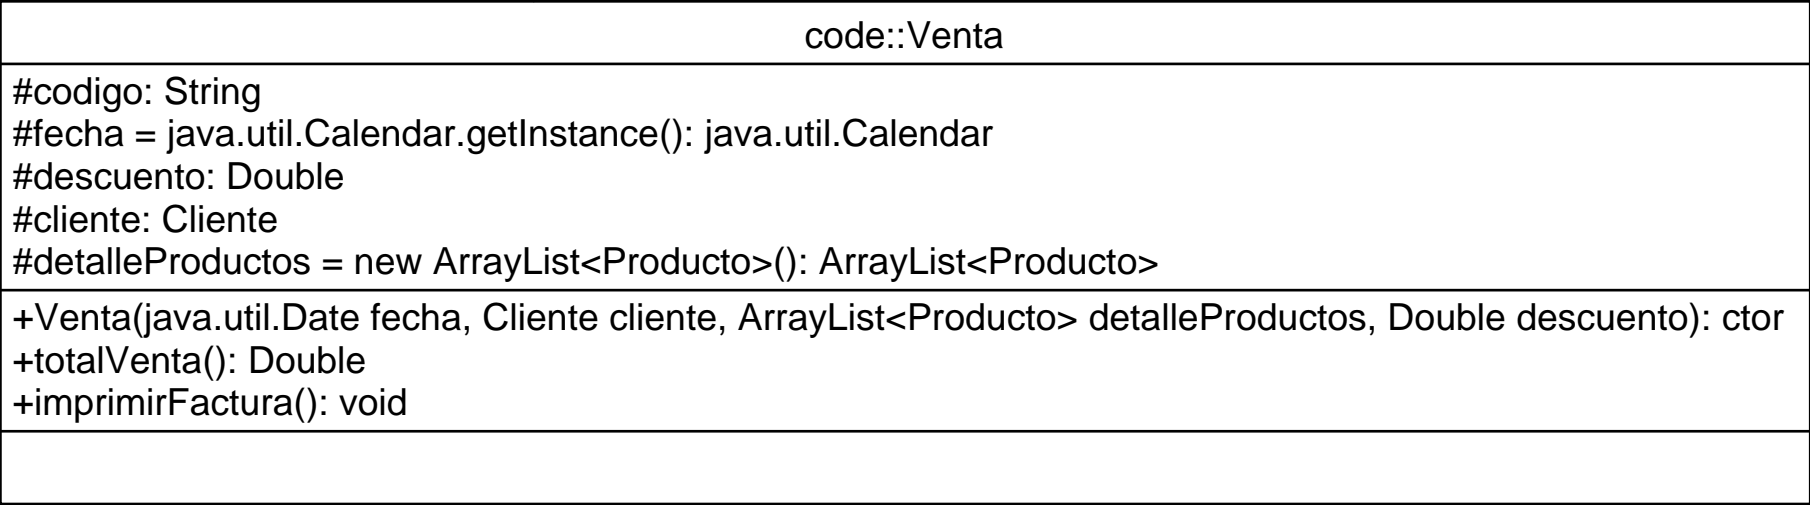 code::Venta
#codigo: String
#fecha = java.util.Calendar.getInstance(): java.util.Calendar
#descuento: Double
#cliente: Cliente
#detalleProductos = new ArrayList<Producto>(): ArrayList<Producto>
+Venta(java.util.Date fecha, Cliente cliente, ArrayList<Producto> detalleProductos, Double descuento): ctor
+totalVenta(): Double
+imprimirFactura(): void